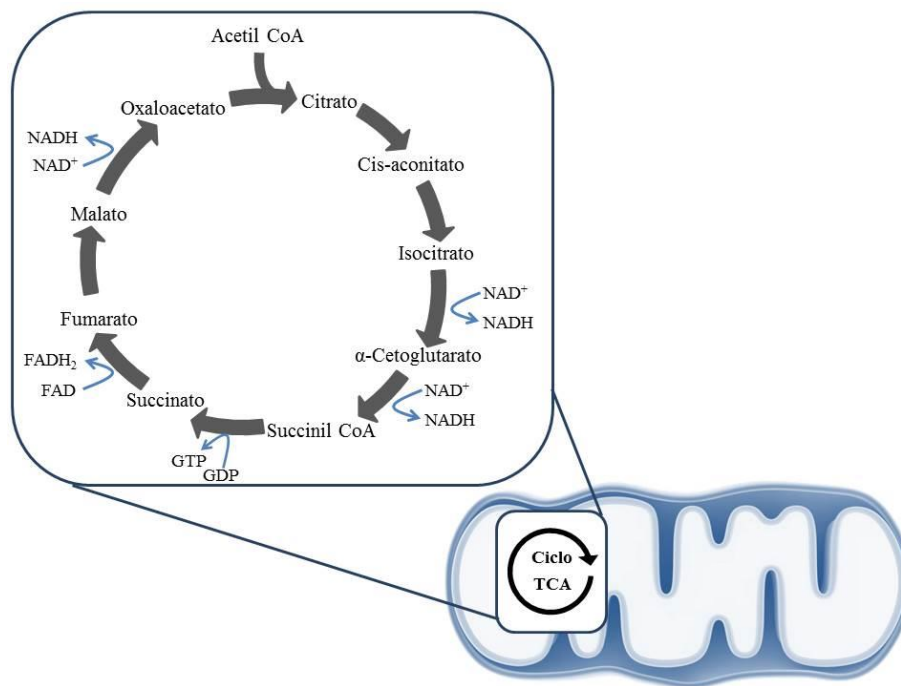 Acetil CoA
Oxaloacetato
Citrato
Cis-aconitato
Isocitrato
NAD⁺
NADH
α-Cetoglutarato
NAD⁺
NADH
Succinil CoA
GTP
GDP
Succinato
FADH₂
FAD
Fumarato
Malato
NADH
NAD⁺
Ciclo
TCA